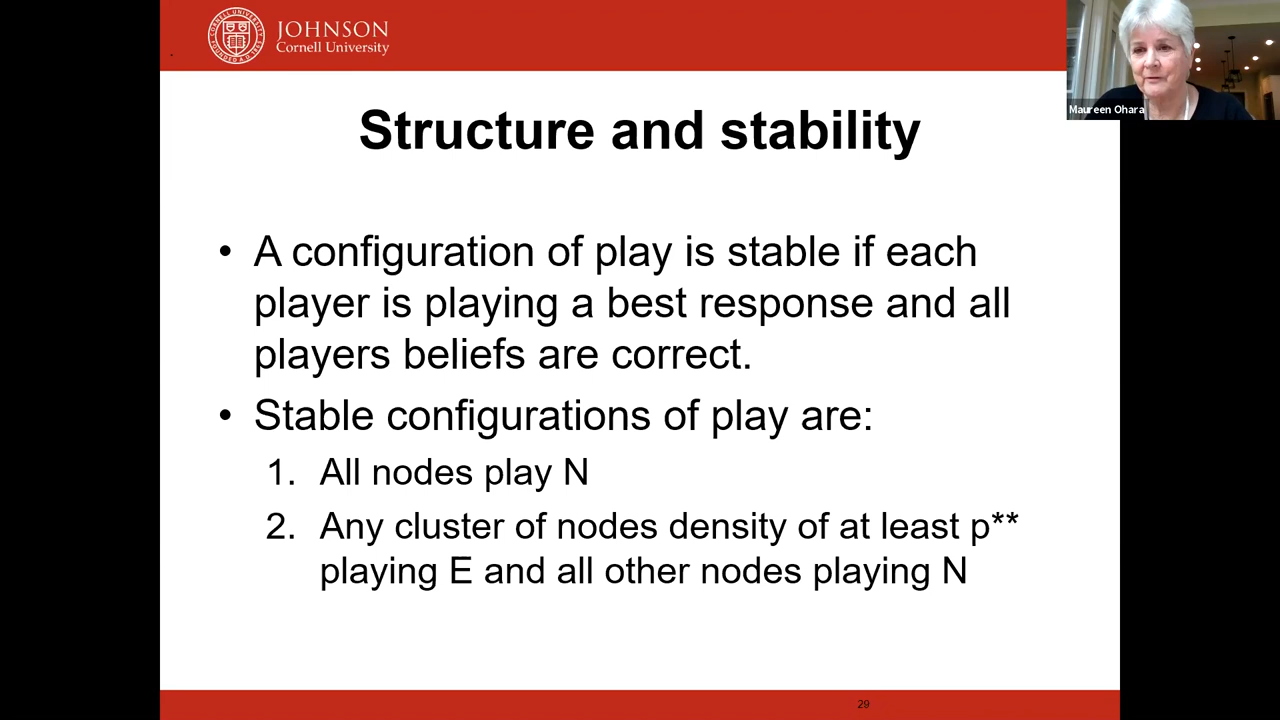 JOHNSON
Cornell University
Maureen Ohara
Structure and stability
• A configuration of play is stable if each
player is playing a best response and all
players beliefs are correct.
• Stable configurations of play are:
1. All nodes play N
2. Any cluster of nodes density of at least p**
playing E and all other nodes playing N
29